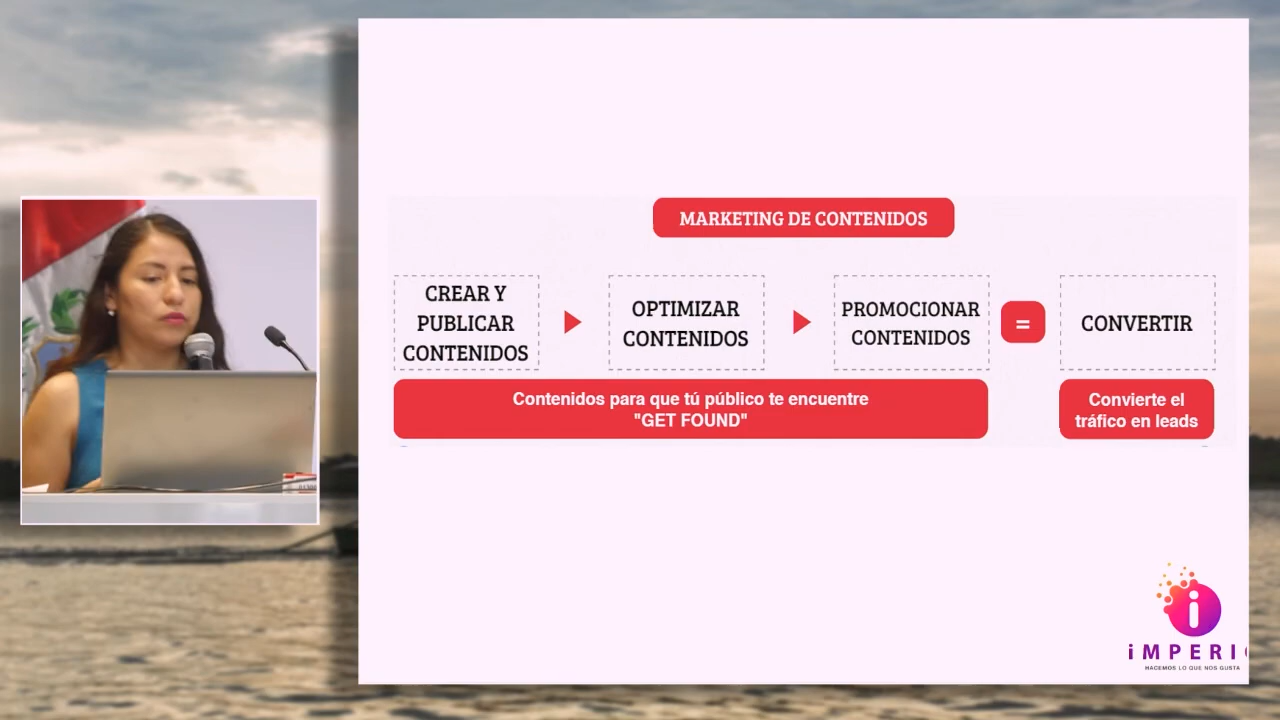 MARKETING DE CONTENIDOS
CREAR Y
PUBLICAR
CONTENIDOS
OPTIMIZAR
CONTENIDOS
PROMOCIONAR
CONTENIDOS
=
CONVERTIR
Contenidos para que tú público te encuentre
"GET FOUND"
Convierte el
tráfico en leads
i
iMPERI
HACEMOS LO QUE NOS GUSTA